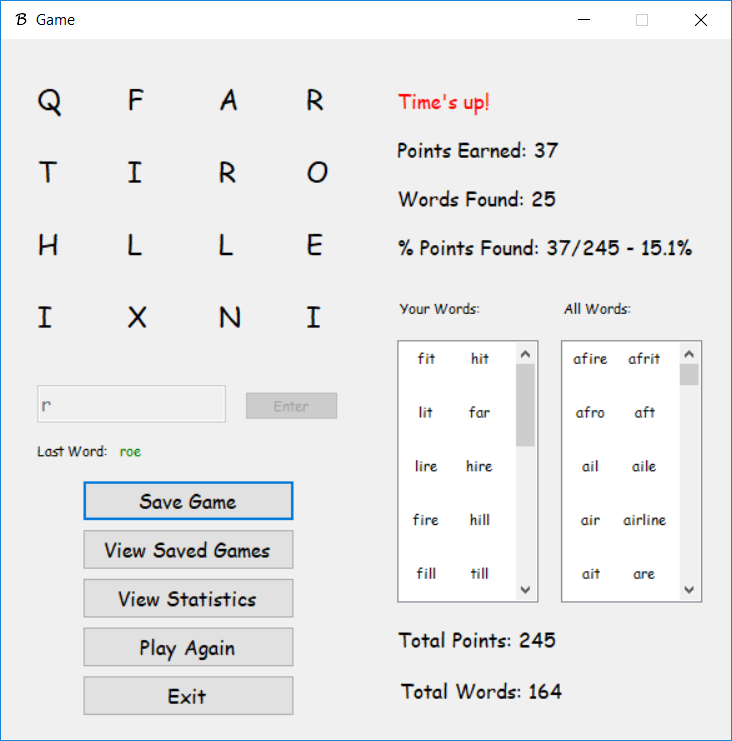 B Game
Q F A R
T I R O
H L L E
I X N I
r
Enter
Last Word: roe
Save Game
View Saved Games
View Statistics
Play Again
Exit
Time's up!
Points Earned: 37
Words Found: 25
% Points Found: 37/245 - 15.1%
Your Words:
fit hit
lit far
lire hire
fire hill
fill till
All Words:
afire afrit
afro aft
ail aile
air airline
ait are
Total Points: 245
Total Words: 164